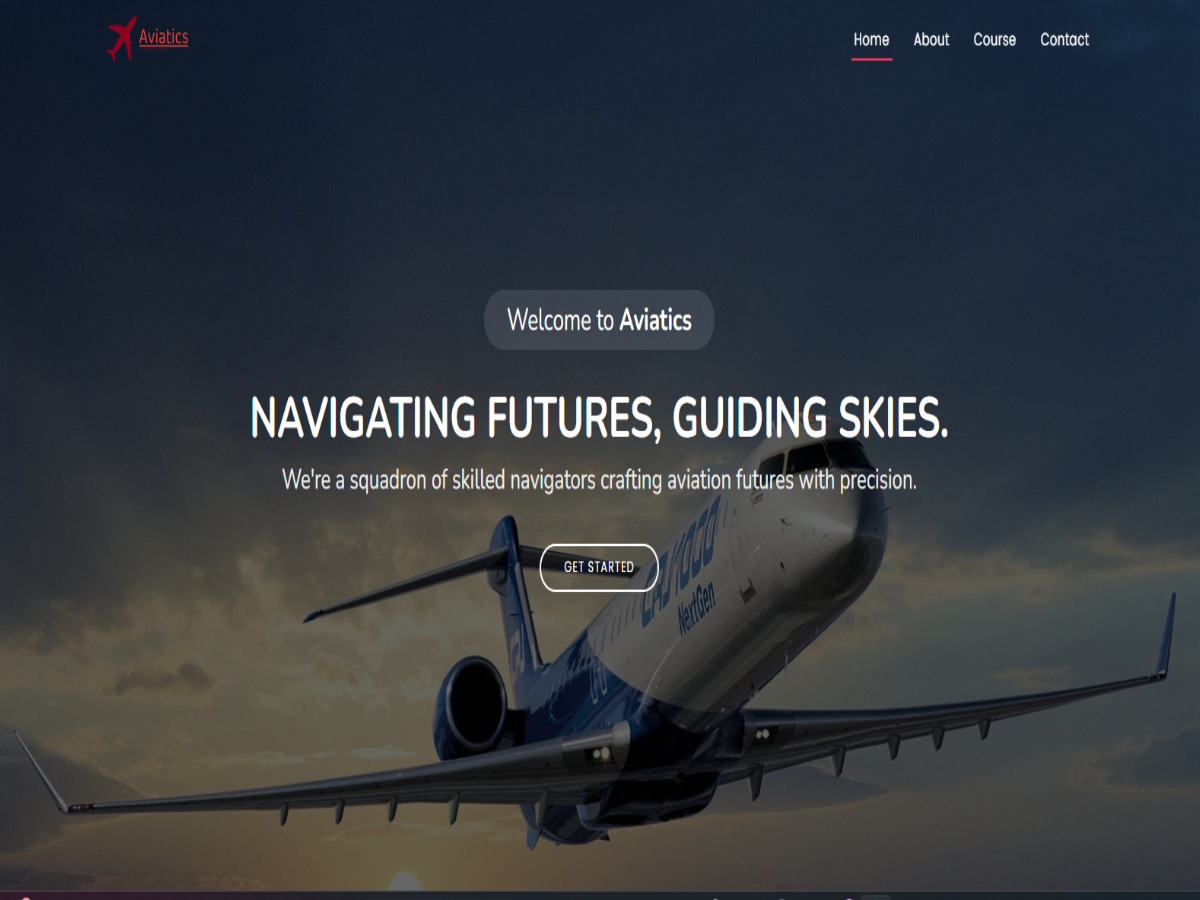 Aviatics
Home About Course Contact
Welcome to Aviatics
NAVIGATING FUTURES, GUIDING SKIES.
We're a squadron of skilled navigators crafting aviation futures with precision.
GET STARTED
NextGen